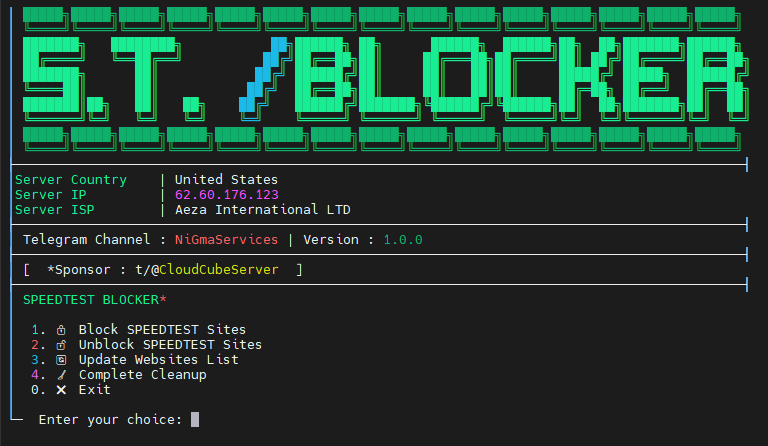 S.T. /BLOCKER
Server Country | United States
Server IP | 62.60.176.123
Server ISP | Aeza International LTD
Telegram Channel : NiGmaServices | Version : 1.0.0
[ *Sponsor : t/@CloudCubeServer ]
SPEEDTEST BLOCKER*
1. Block SPEEDTEST Sites
2. Unblock SPEEDTEST Sites
3. Update Websites List
4. Complete Cleanup
0. Exit
Enter your choice: